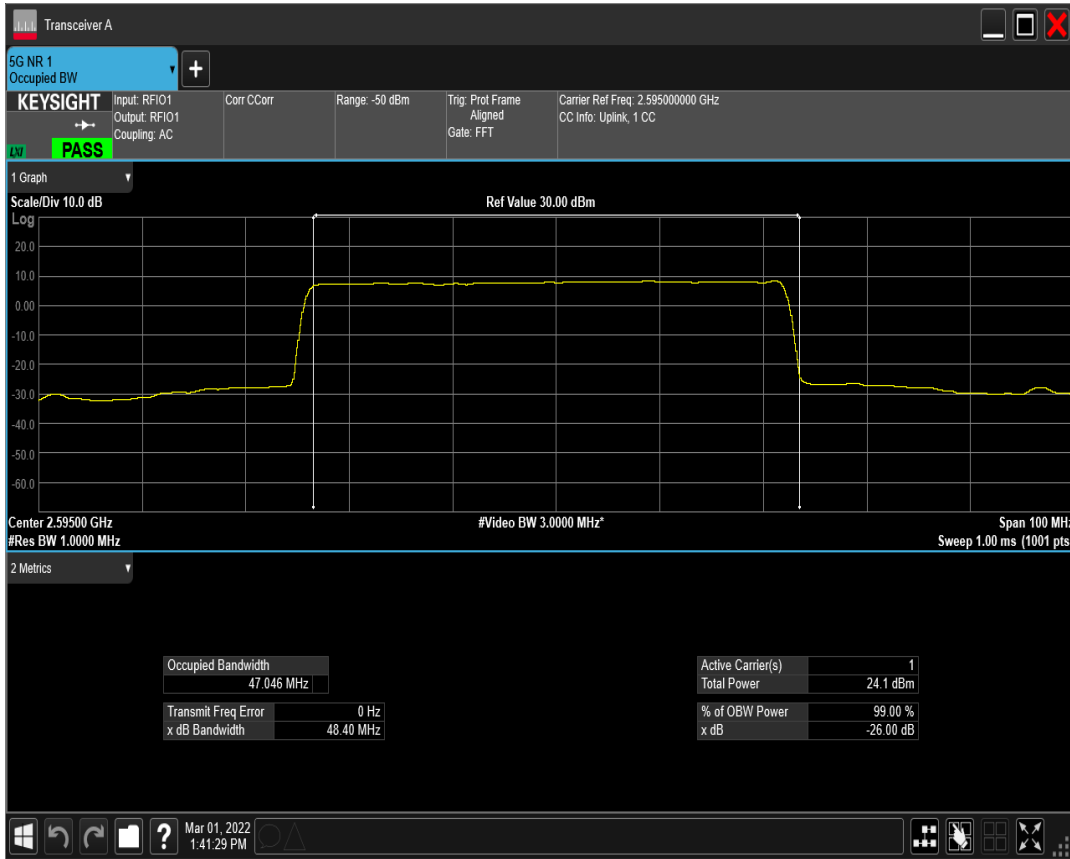 Transceiver A
5G NR 1
Occupied BW
KEYSIGHT
LXI
PASS
Input: RFIO1
Output: RFIO1
Coupling: AC
Corr CCorr
Range: -50 dBm
Trig: Prot Frame
Aligned
Gate: FFT
Carrier Ref Freq: 2.595000000 GHz
CC Info: Uplink, 1 CC
1 Graph
Scale/Div 10.0 dB
Ref Value 30.00 dBm
Log
20.0
10.0
0.00
-10.0
-20.0
-30.0
-40.0
-50.0
-60.0
Center 2.59500 GHz
#Video BW 3.0000 MHz*
Span 100 MHz
#Res BW 1.0000 MHz
Sweep 1.00 ms (1001 pts
2 Metrics
Occupied Bandwidth
47.046 MHz
Transmit Freq Error 0 Hz
x dB Bandwidth 48.40 MHz
Active Carrier(s) 1
Total Power 24.1 dBm
% of OBW Power 99.00 %
x dB -26.00 dB
?
Mar 01, 2022
1:41:29 PM